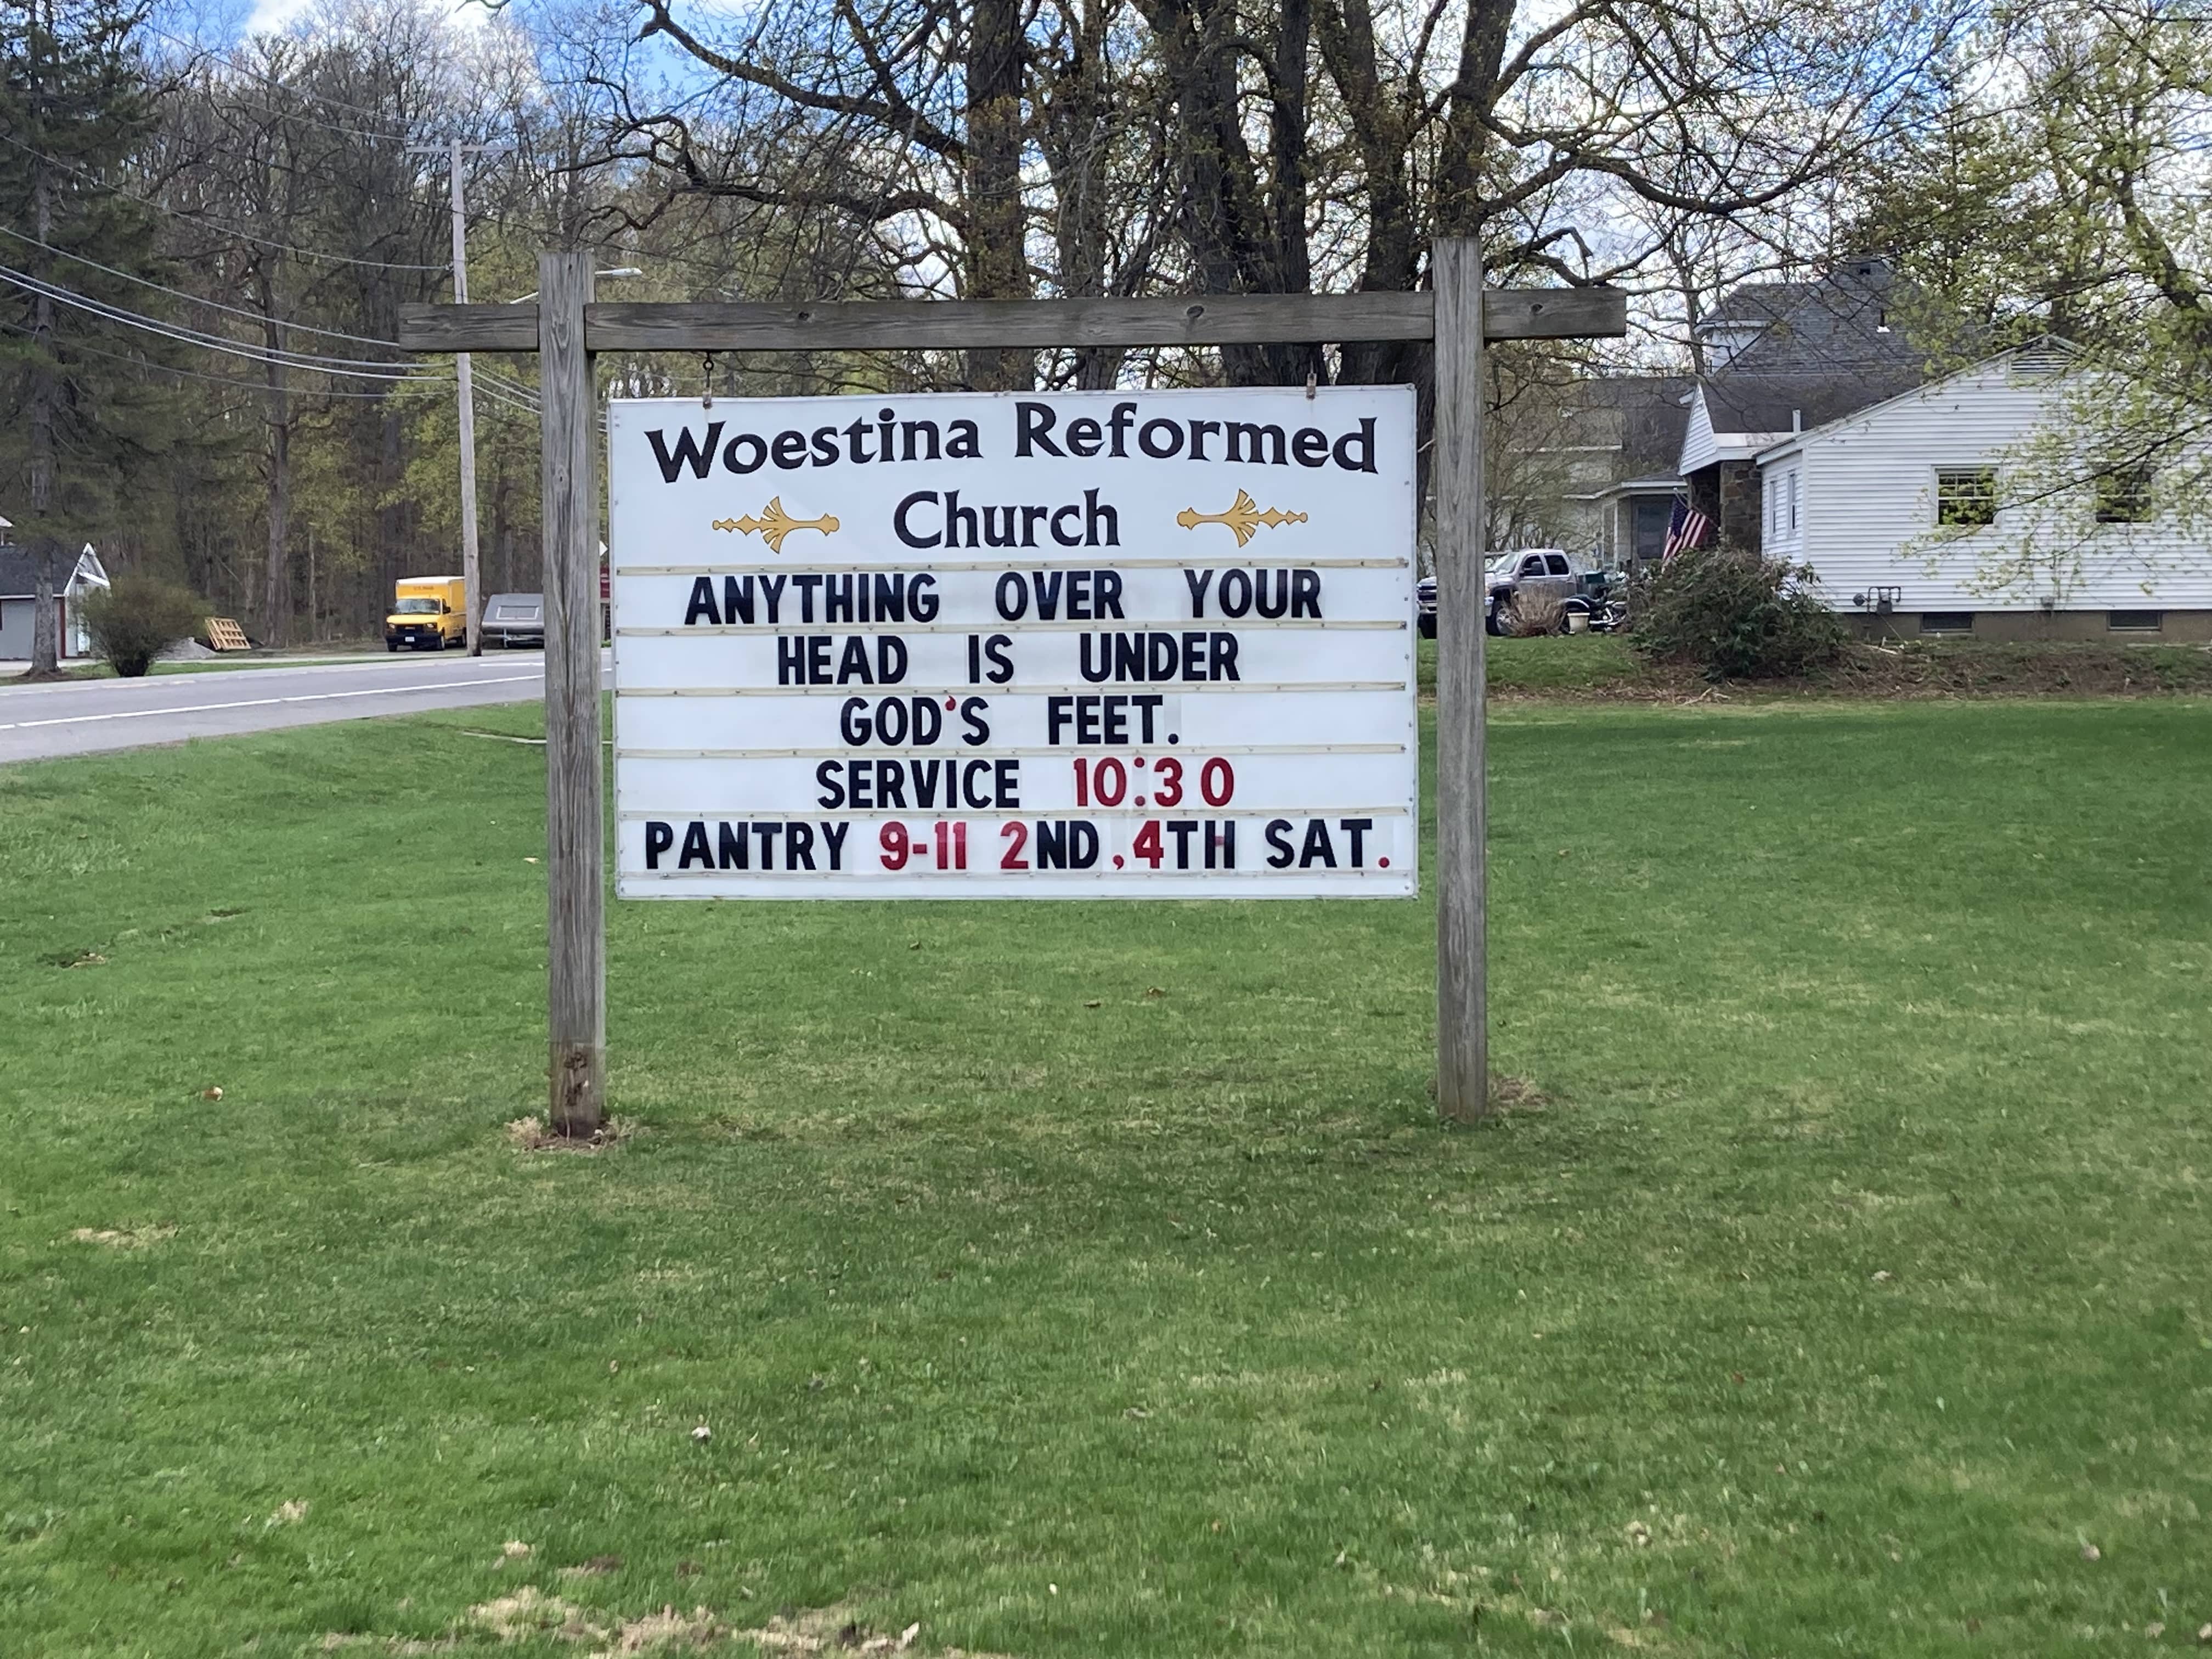 Woestina Reformed
Church
ANYTHING OVER YOUR
HEAD IS UNDER
GOD'S FEET.
SERVICE 10:30
PANTRY 9-11 2ND,4TH SAT.